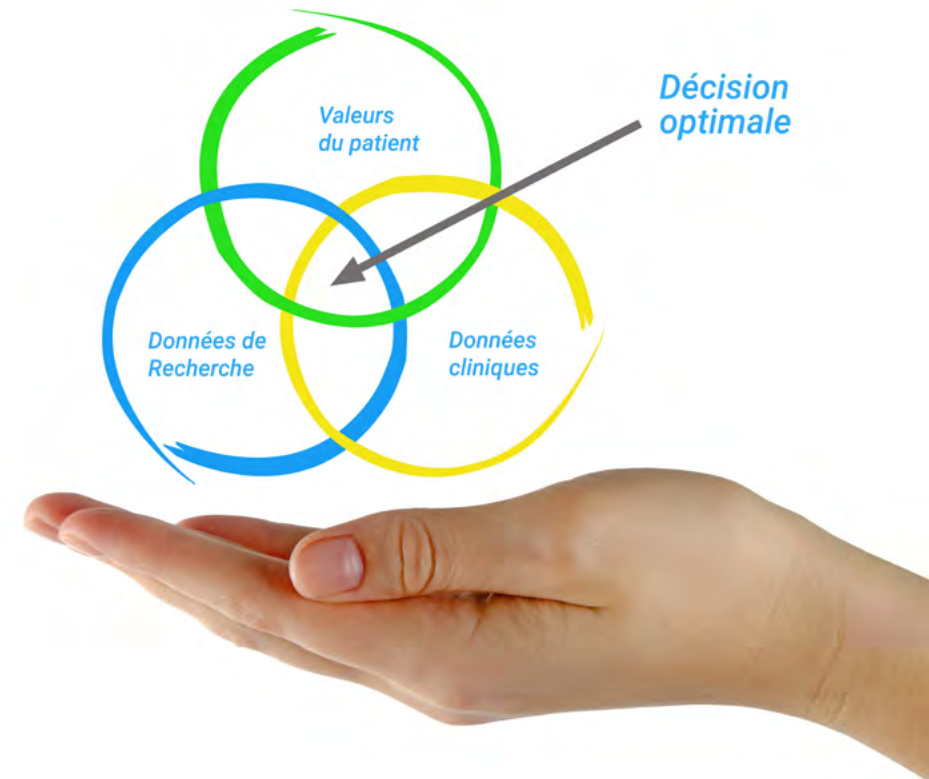 Décision
optimale
Valeurs
du patient
Données de
Recherche
Données
cliniques